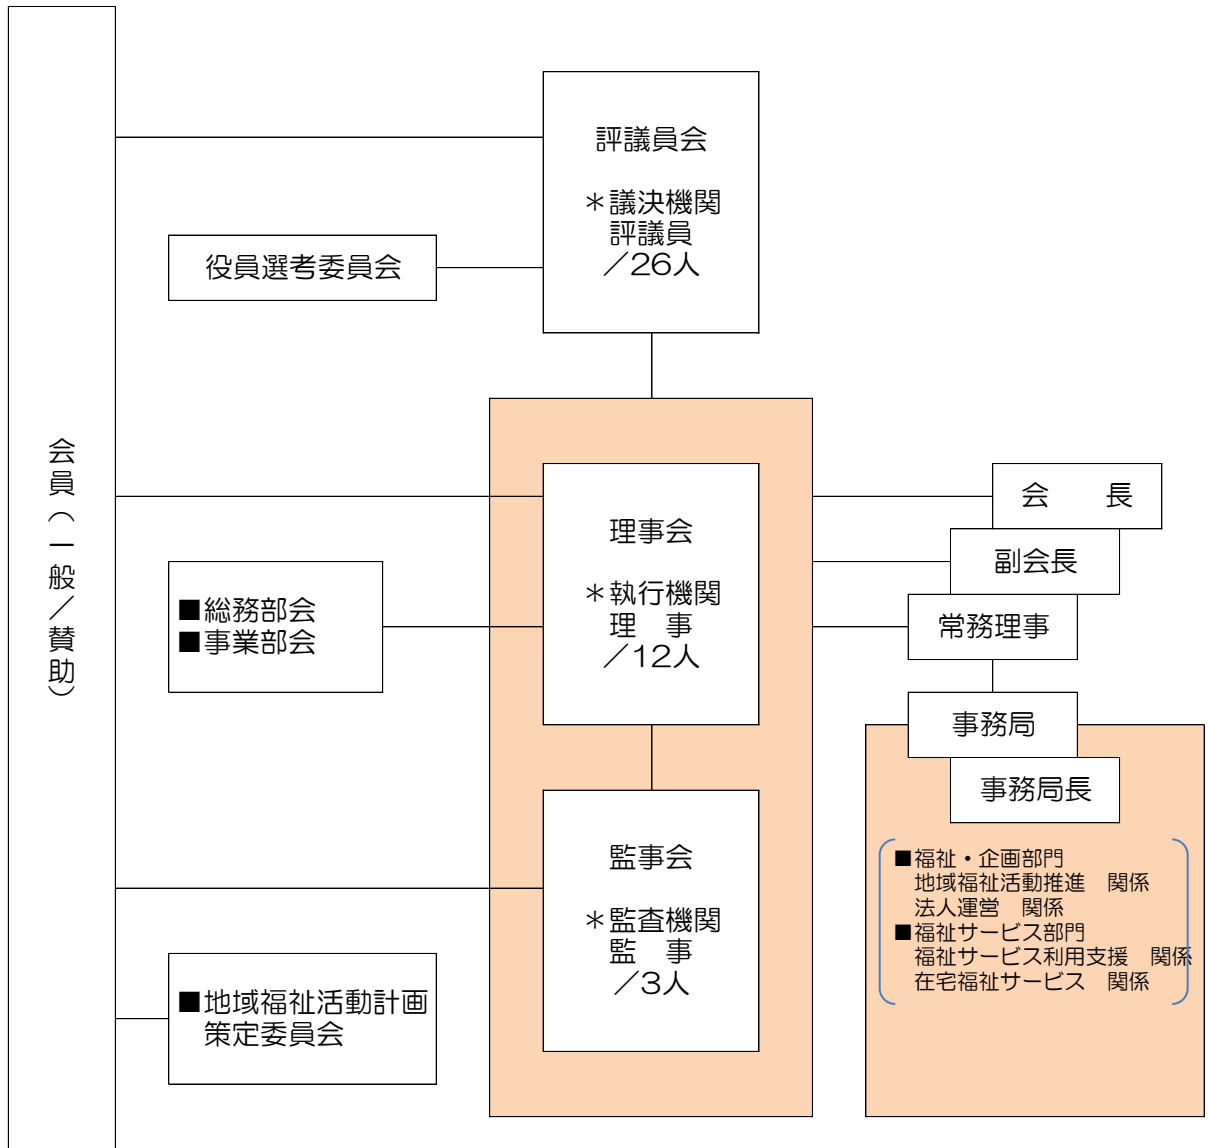 会員(一般/賛助)
評議員会
*議決機関
評議員
/26人
役員選考委員会
理事会
*執行機関
理　事
/12人
■総務部会
■事業部会
監事会
*監査機関
監　事
/3人
■地域福祉活動計画
策定委員会
会　　長
副会長
常務理事
事務局
事務局長
■福祉・企画部門
地域福祉活動推進　関係
法人運営　関係
■福祉サービス部門
福祉サービス利用支援　関係
在宅福祉サービス　関係